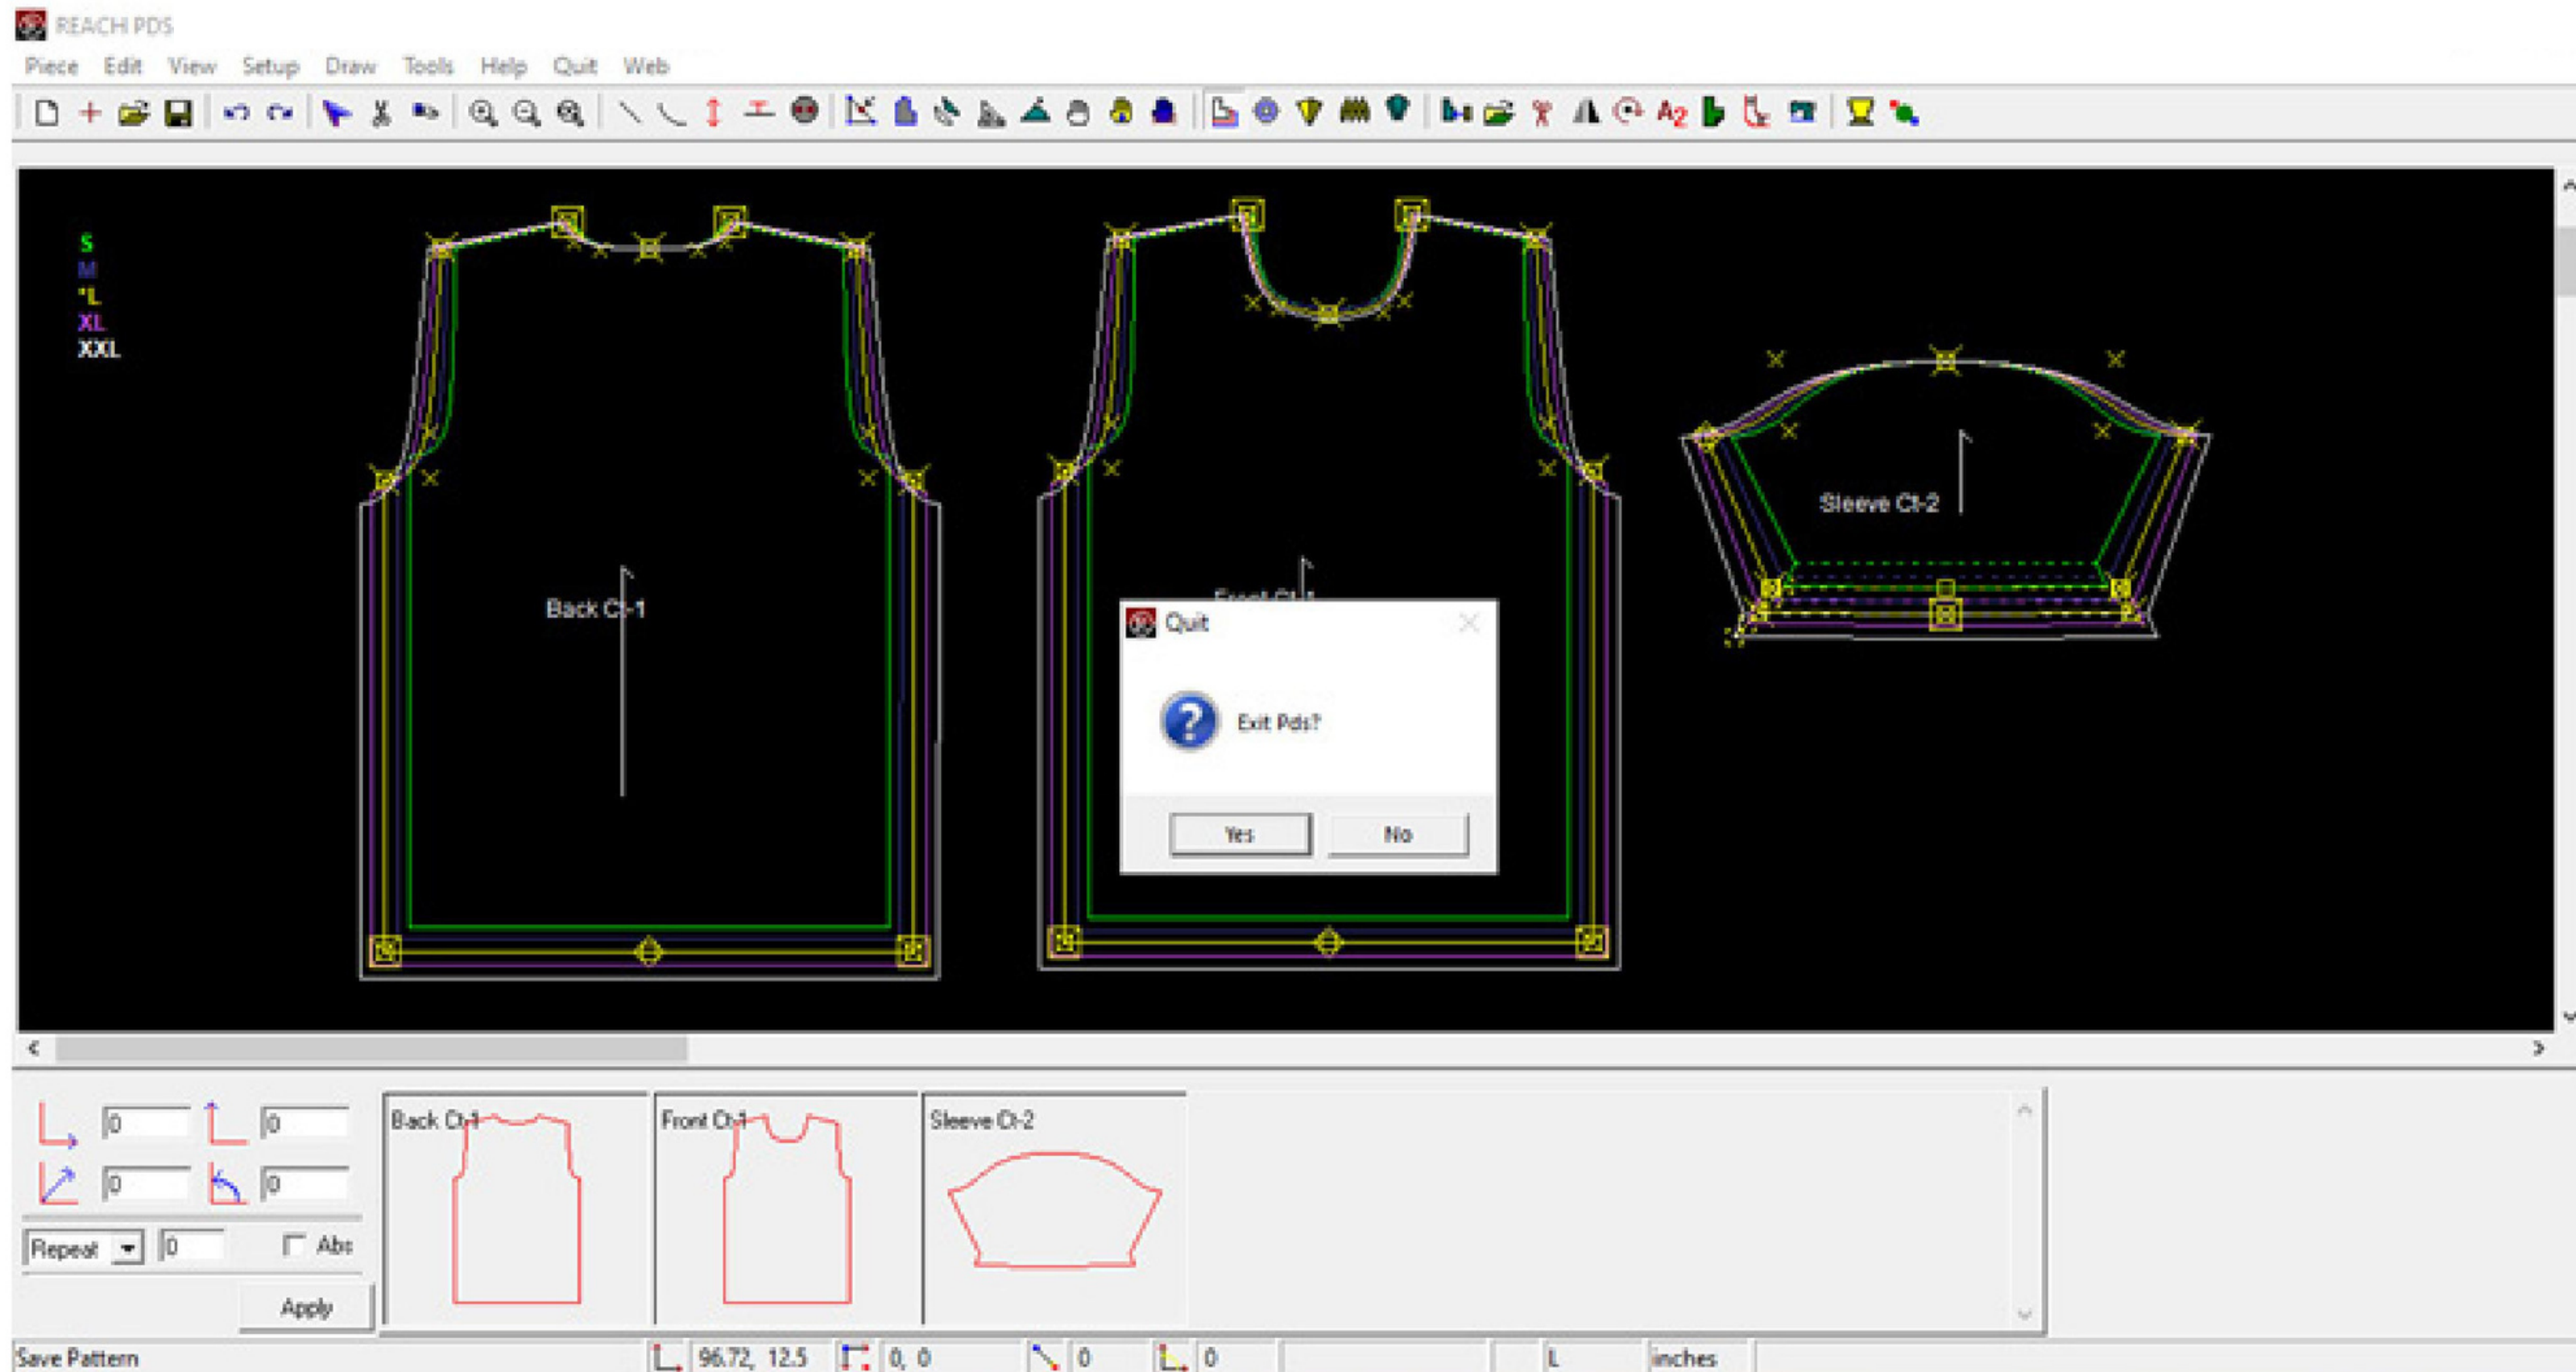 REACH PDS
Piece Edit View Setup Draw Tools Help Quit Web
A2
S
M
*L
XL
XXL
Back Ct-1
Sleeve Ct-2
Quit
Exit Pds?
Yes No
Back Ct-1 Front Ct-1 Sleeve Ct-2
0 0
0 0
Repeat 0 Abs
Apply
Save Pattern 96.72, 12.5 0, 0 0 0 L inches